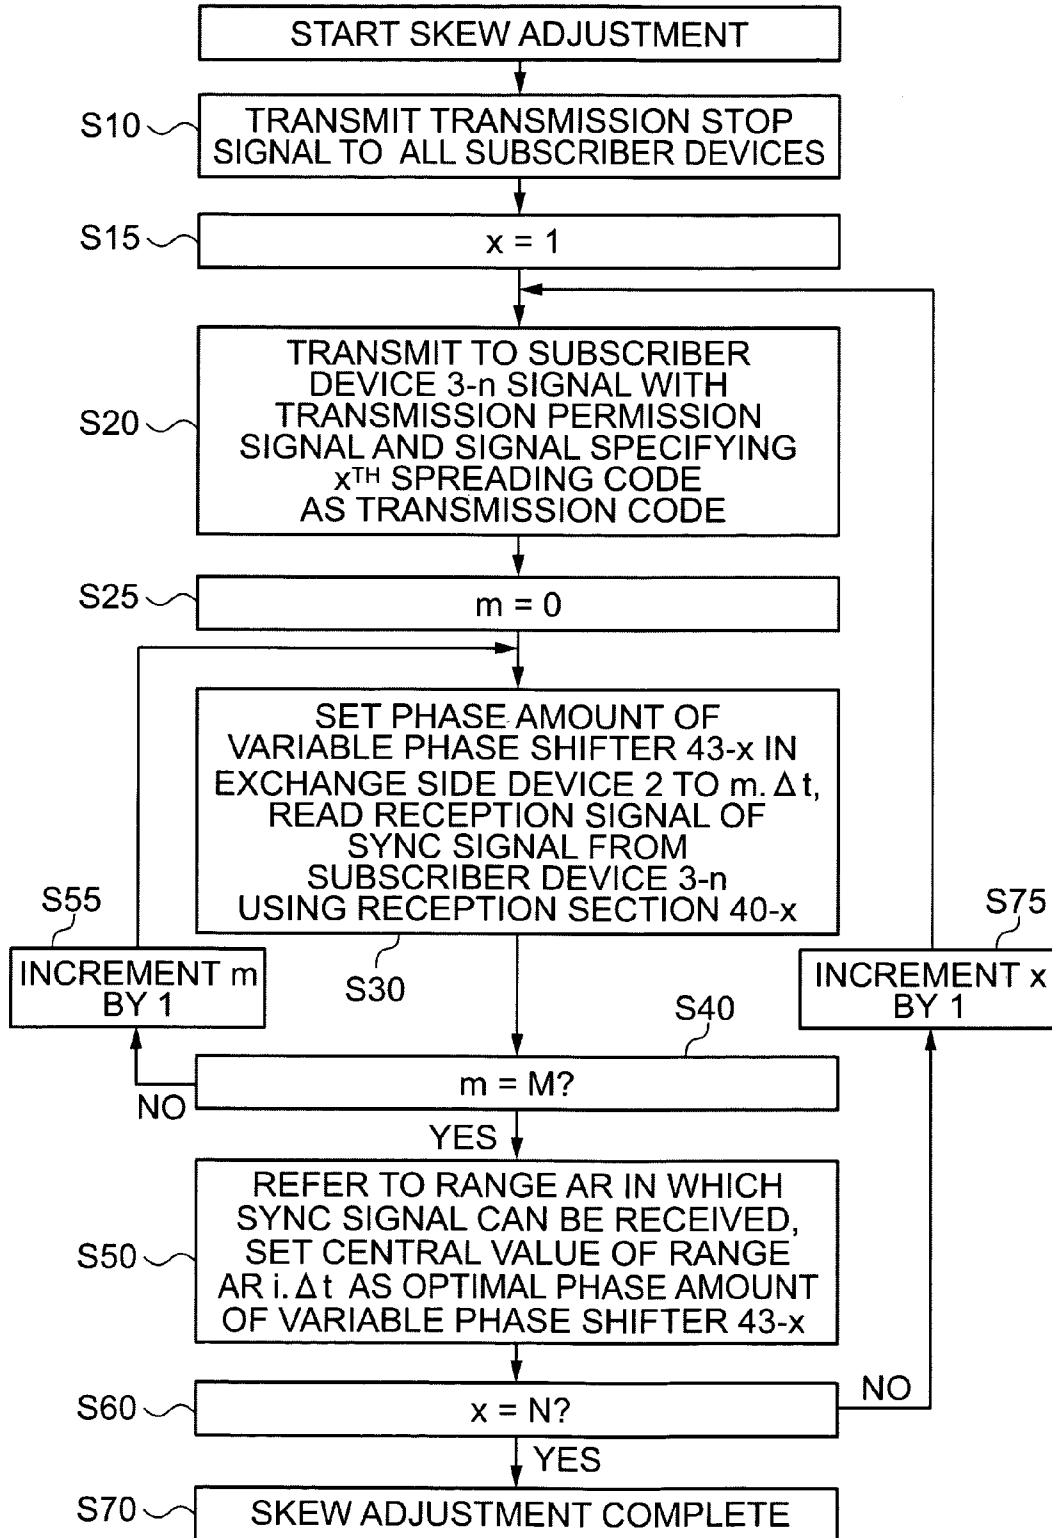 START SKEW ADJUSTMENT
S10
TRANSMIT TRANSMISSION STOP
SIGNAL TO ALL SUBSCRIBER DEVICES
S15
x = 1
S20
TRANSMIT TO SUBSCRIBER
DEVICE 3-n SIGNAL WITH
TRANSMISSION PERMISSION
SIGNAL AND SIGNAL SPECIFYING
xTH SPREADING CODE
AS TRANSMISSION CODE
S25
m = 0
SET PHASE AMOUNT OF
VARIABLE PHASE SHIFTER 43-x IN
EXCHANGE SIDE DEVICE 2 TO m. Δt,
READ RECEPTION SIGNAL OF
SYNC SIGNAL FROM
SUBSCRIBER DEVICE 3-n
USING RECEPTION SECTION 40-x
S30
S55
INCREMENT m
BY 1
S75
INCREMENT x
BY 1
S40
m = M?
NO
YES
S50
REFER TO RANGE AR IN WHICH
SYNC SIGNAL CAN BE RECEIVED,
SET CENTRAL VALUE OF RANGE
AR i. Δt AS OPTIMAL PHASE AMOUNT
OF VARIABLE PHASE SHIFTER 43-x
S60
x = N?
NO
YES
S70
SKEW ADJUSTMENT COMPLETE